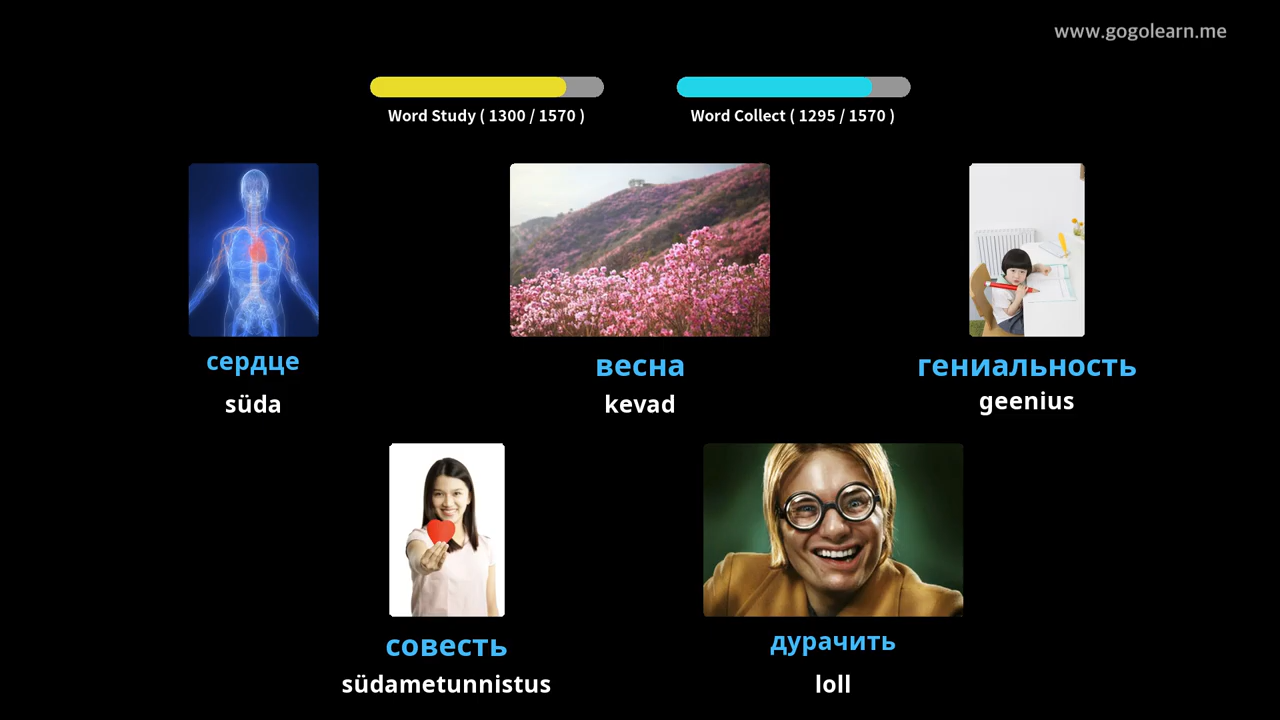 www.gogolearn.me
Word Study ( 1300 / 1570 )
Word Collect ( 1295 / 1570 )
сердце
весна
гениальность
süda
kevad
geenius
совесть
дурачить
südametunnistus
loll